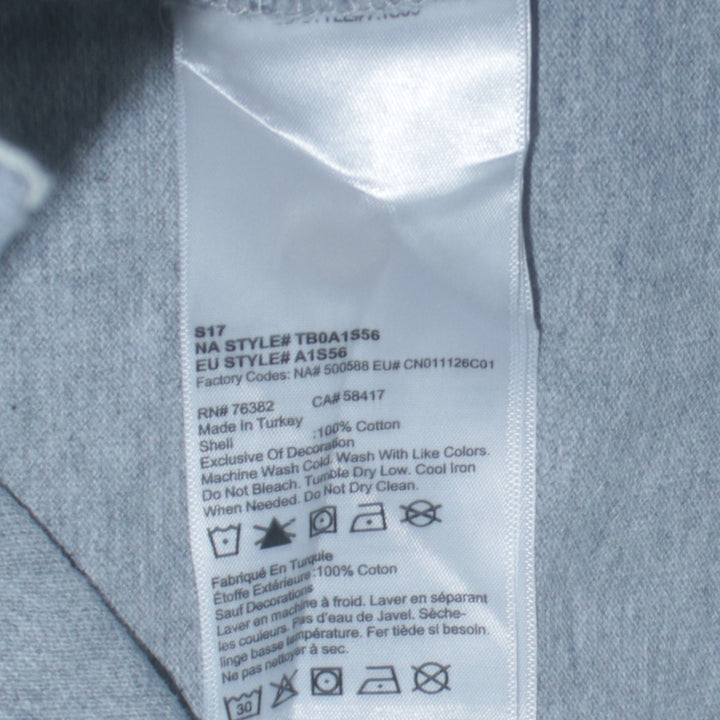 S17
NA STYLE# TB0A1S56
EU STYLE# A1S56
Factory Codes: NA# 500588 EU# CN011126C01
RN# 76382 CA# 58417
Made In Turkey
Shell :100% Cotton
Exclusive Of Decoration
Machine Wash Cold. Wash With Like Colors.
Do Not Bleach. Tumble Dry Low. Cool Iron
When Needed. Do Not Dry Clean.
Fabriqué En Turquie
Étoffe Extérieure :100% Coton
Sauf Decorations
Laver en machine à froid. Laver en séparant
les couleurs. Pas d'eau de Javel. Sèche-
linge basse température. Fer tiède si besoin.
Ne pas nettoyer à sec.
30